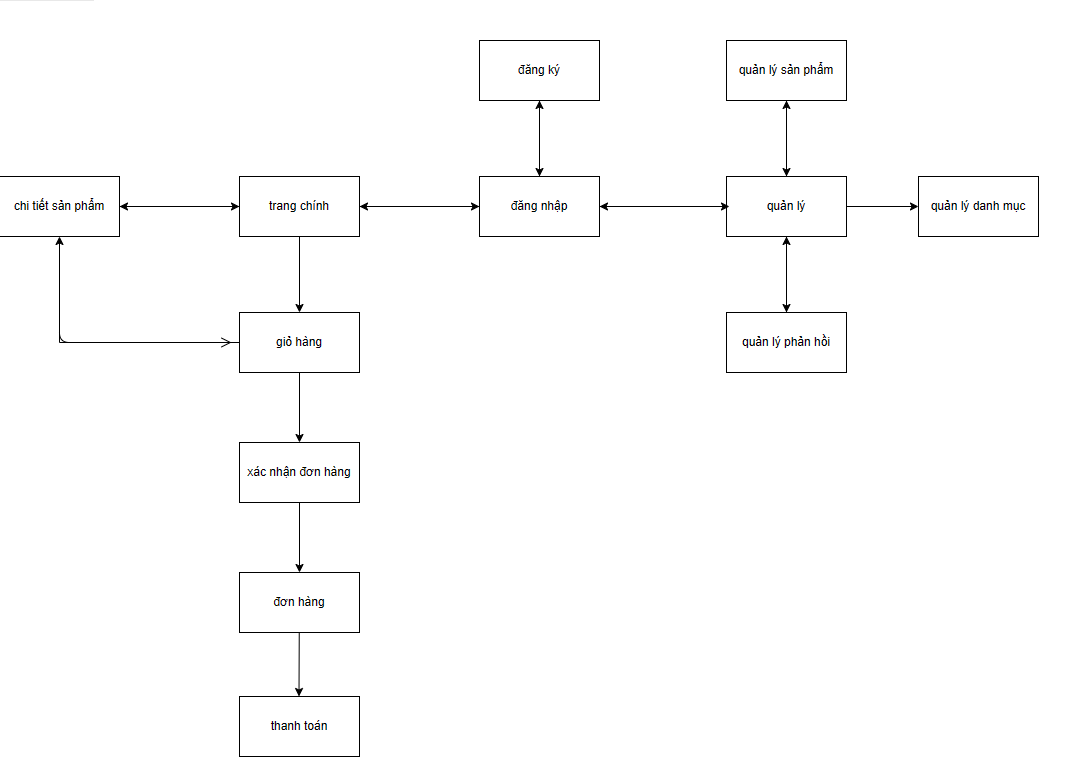 đăng ký
quản lý sản phẩm
chi tiết sản phẩm
trang chính
đăng nhập
quản lý
quản lý danh mục
giỏ hàng
quản lý phản hồi
xác nhận đơn hàng
đơn hàng
thanh toán